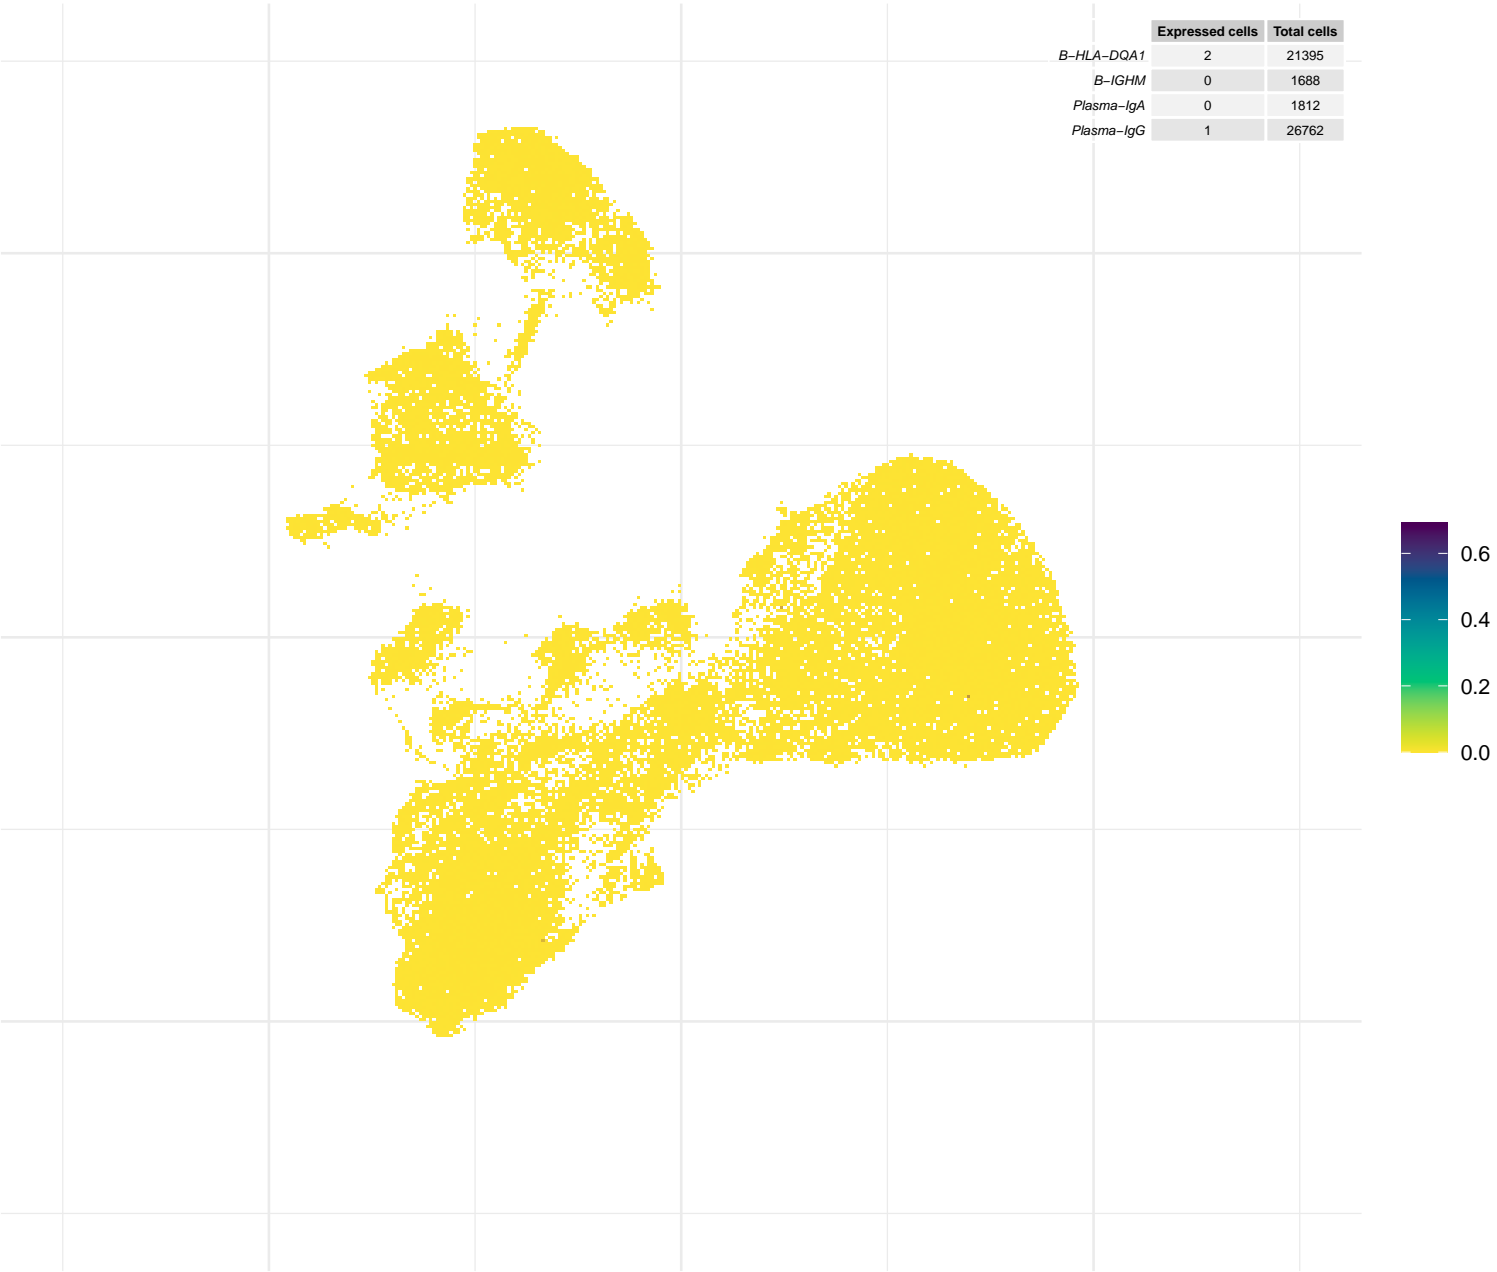 Expressed cells Total cells
B−HLA−DQA1 2 21395
B−IGHM 0 1688
Plasma−IgA 0 1812
Plasma−IgG 1 26762
0.6
0.4
0.2
0.0